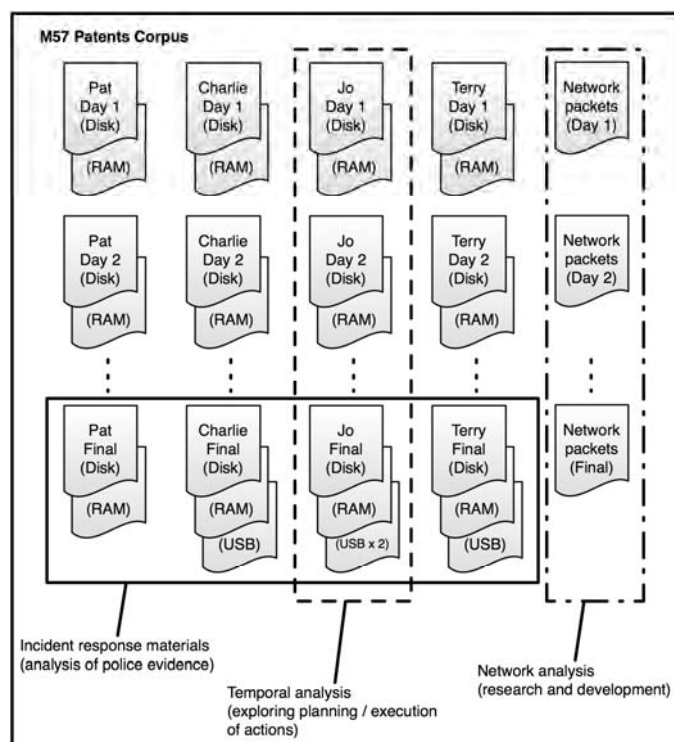 M57 Patents Corpus
Pat
Day 1
(Disk)
(RAM)
Charlie
Day 1
(Disk)
(RAM)
Jo
Day 1
(Disk)
(RAM)
Terry
Day 1
(Disk)
(RAM)
Network
packets
(Day 1)
Pat
Day 2
(Disk)
(RAM)
Charlie
Day 2
(Disk)
(RAM)
Jo
Day 2
(Disk)
(RAM)
Terry
Day 2
(Disk)
(RAM)
Network
packets
(Day 2)
Pat
Final
(Disk)
(RAM)
Charlie
Final
(Disk)
(RAM)
(USB)
Jo
Final
(Disk)
(RAM)
(USB x 2)
Terry
Final
(Disk)
(RAM)
(USB)
Network
packets
(Final)
Incident response materials
(analysis of police evidence)
Temporal analysis
(exploring planning / execution
of actions)
Network analysis
(research and development)